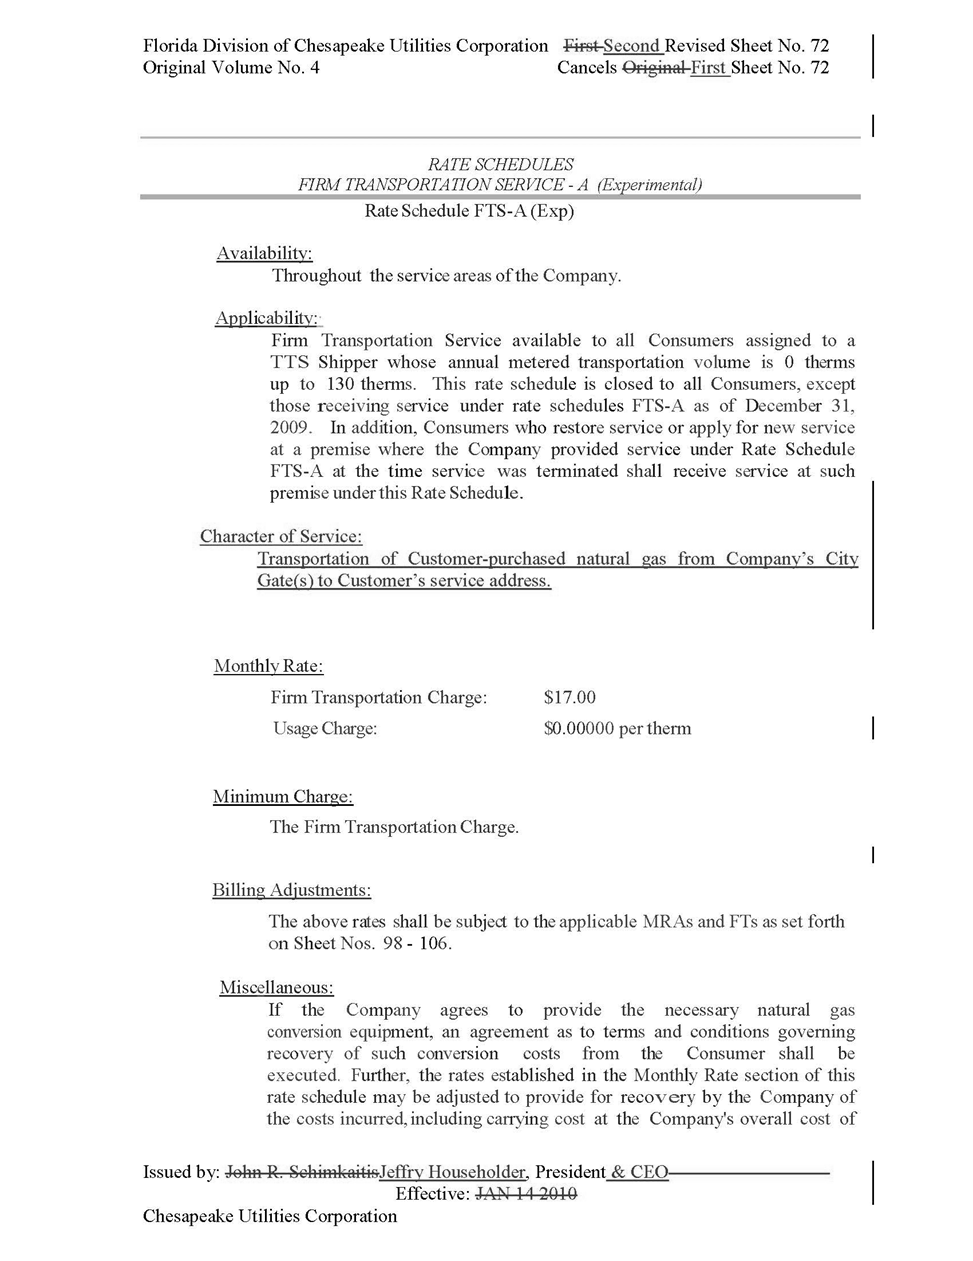 Florida Division of Chesapeake Utilities Corporation First Second Revised Sheet No. 72
Original Volume No. 4 Cancels Original First Sheet No. 72
RATE SCHEDULES
FIRM TRANSPORTATION SERVICE - A (Experimental)
Rate Schedule FTS-A (Exp)
Availability:
Throughout the service areas of the Company.
Applicability:
Firm Transportation Service available to all Consumers assigned to a
TTS Shipper whose annual metered transportation volume is 0 therms
up to 130 therms. This rate schedule is closed to all Consumers, except
those receiving service under rate schedules FTS-A as of December 31,
2009. In addition, Consumers who restore service or apply for new service
at a premise where the Company provided service under Rate Schedule
FTS-A at the time service was terminated shall receive service at such
premise under this Rate Schedule.
Character of Service:
Transportation of Customer-purchased natural gas from Company's City
Gate(s) to Customer's service address.
Monthly Rate:
Firm Transportation Charge: $17.00
Usage Charge: $0.00000 per therm
Minimum Charge:
The Firm Transportation Charge.
Billing Adjustments:
The above rates shall be subject to the applicable MRAs and FTs as set forth
on Sheet Nos. 98 - 106.
Miscellaneous:
If the Company agrees to provide the necessary natural gas
conversion equipment, an agreement as to terms and conditions governing
recovery of such conversion costs from the Consumer shall be
executed. Further, the rates established in the Monthly Rate section of this
rate schedule may be adjusted to provide for recovery by the Company of
the costs incurred, including carrying cost at the Company's overall cost of
Issued by: John R. Schimkaitis Jeffry Householder, President & CEO
Effective: JAN 14 2010
Chesapeake Utilities Corporation